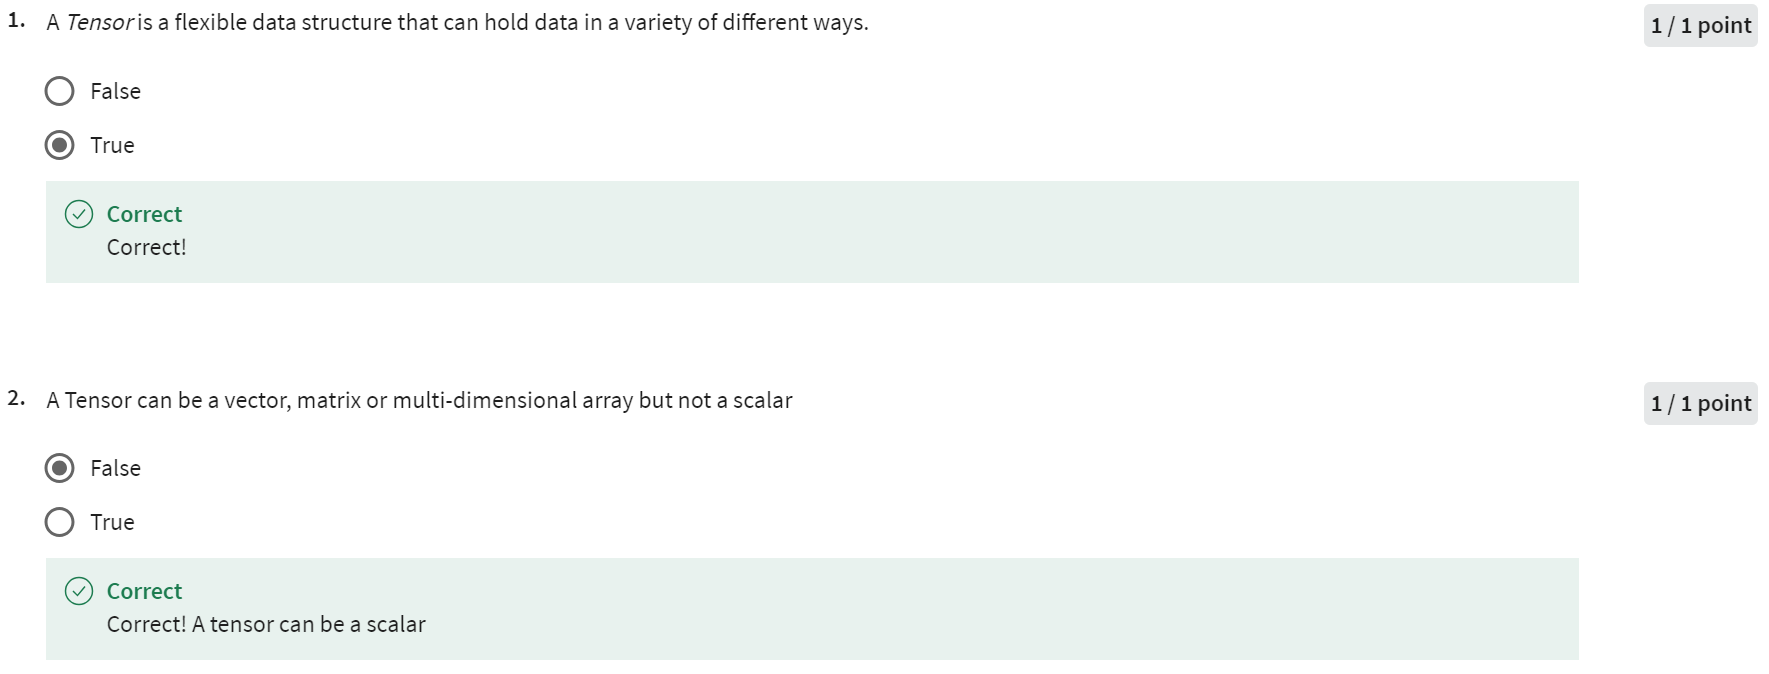 1. A Tensor is a flexible data structure that can hold data in a variety of different ways.
1 / 1 point
False
True
Correct
Correct!
2. A Tensor can be a vector, matrix or multi-dimensional array but not a scalar
1 / 1 point
False
True
Correct
Correct! A tensor can be a scalar